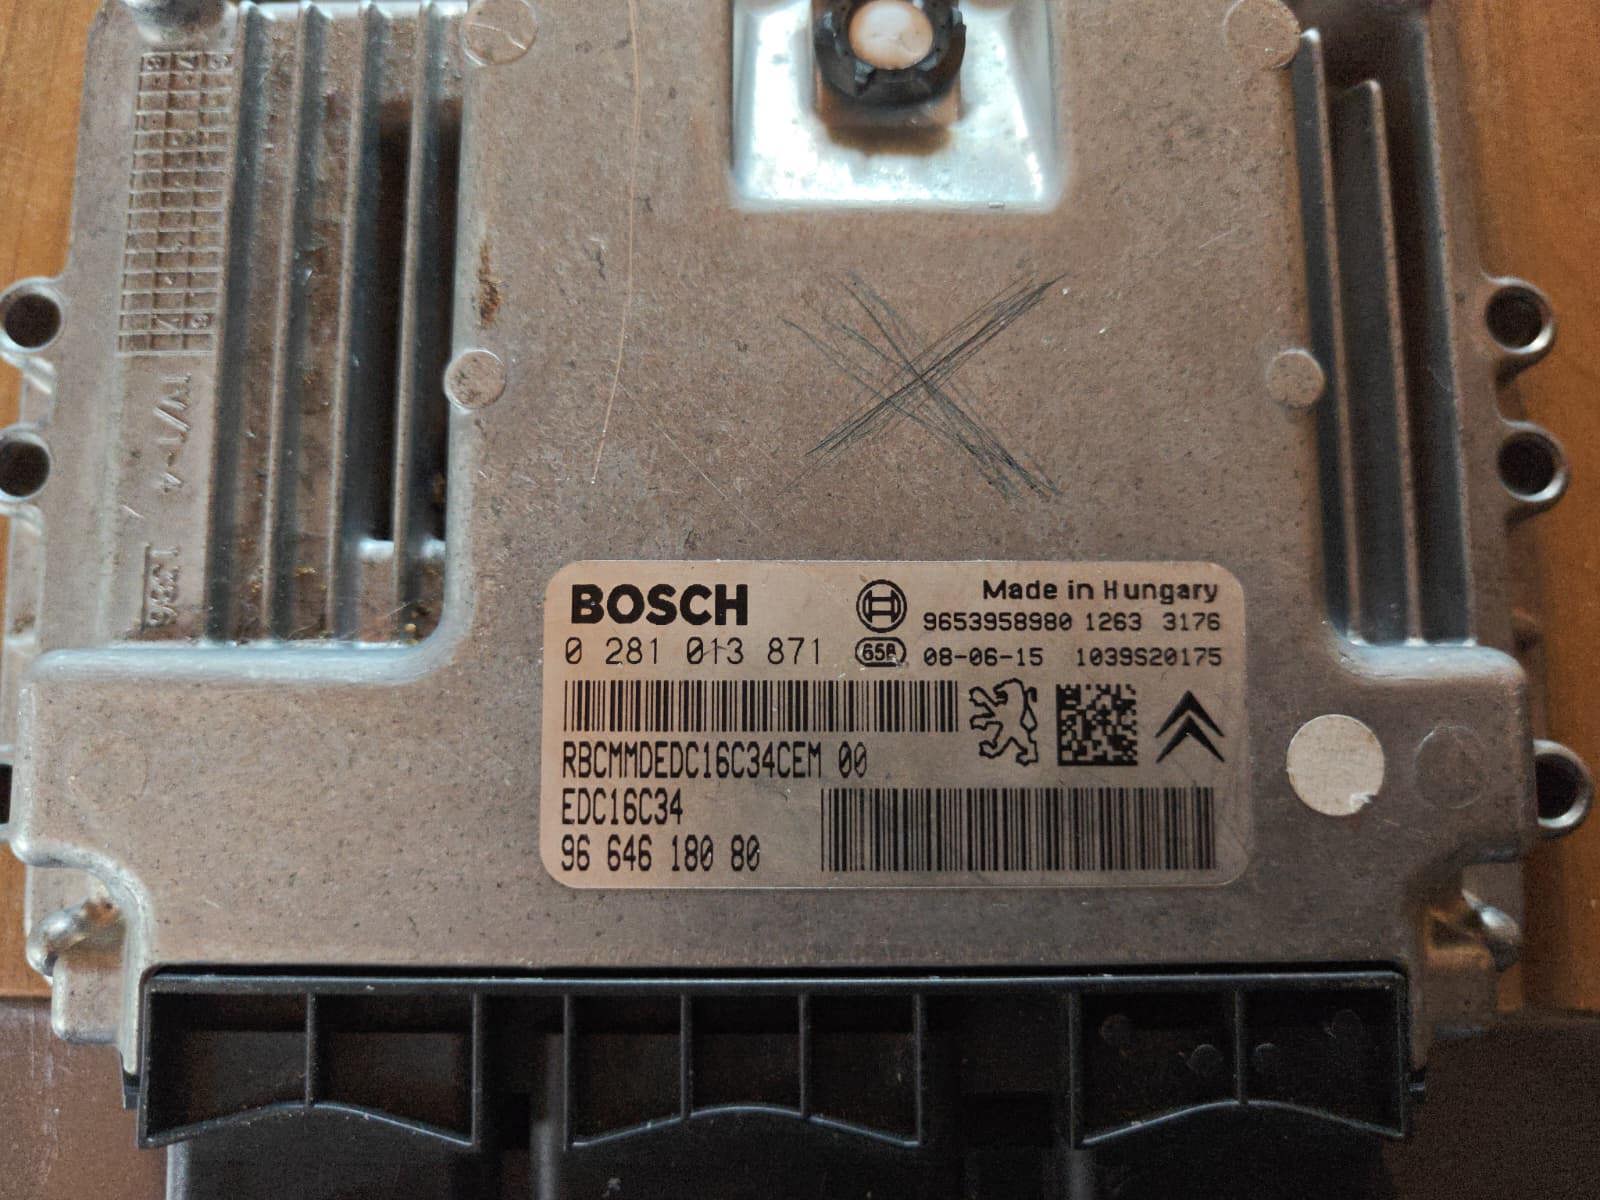 BOSCH
Made in Hungary
9653958980 1263 3176
0 281 013 871
65A 08-06-15 1039S20175
RBCMMDEDC16C34CEM 00
EDC16C34
96 646 180 80